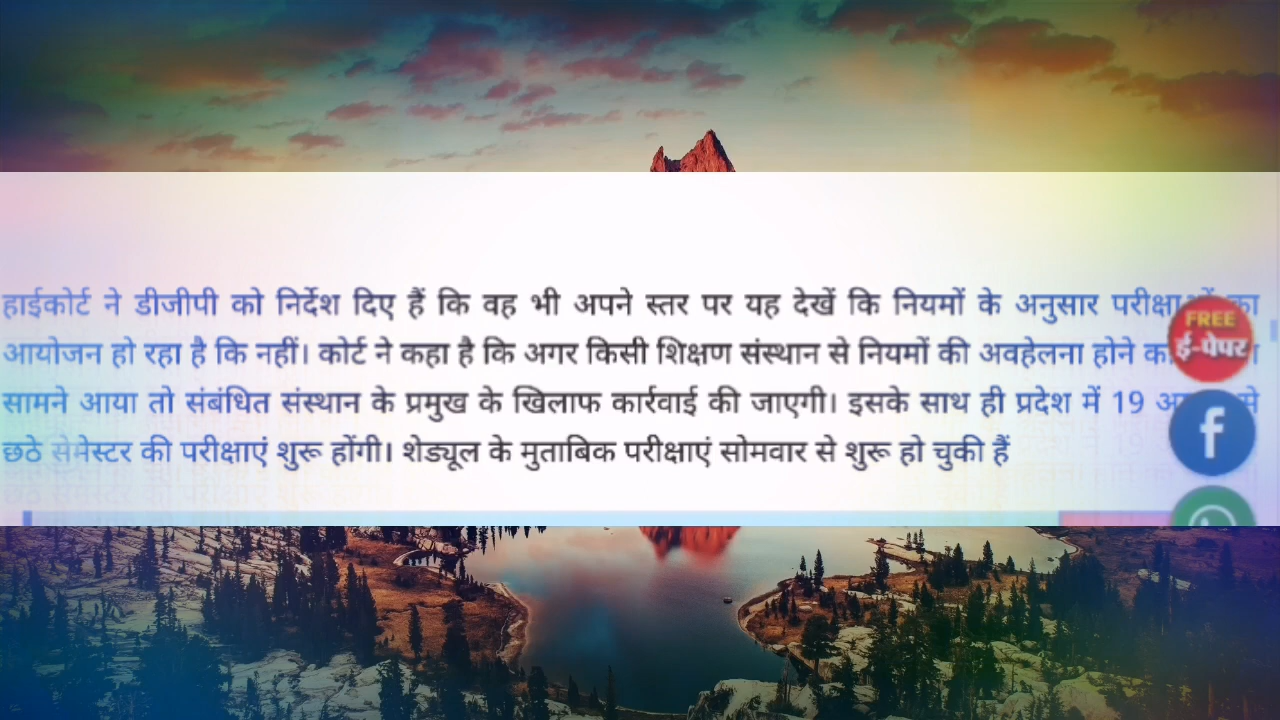 हाईकोर्ट ने डीजीपी को निर्देश दिए हैं कि वह भी अपने स्तर पर यह देखें कि नियमों के अनुसार परीक्षाओं का
आयोजन हो रहा है कि नहीं। कोर्ट ने कहा है कि अगर किसी शिक्षण संस्थान से नियमों की अवहेलना होने
सामने आया तो संबंधित संस्थान के प्रमुख के खिलाफ कार्रवाई की जाएगी। इसके साथ ही प्रदेश में 19 से
छठे सेमेस्टर की परीक्षाएं शुरू होंगी। शेड्यूल के मुताबिक परीक्षाएं सोमवार से शुरू हो चुकी हैं
FREE
ई-पेपर
f